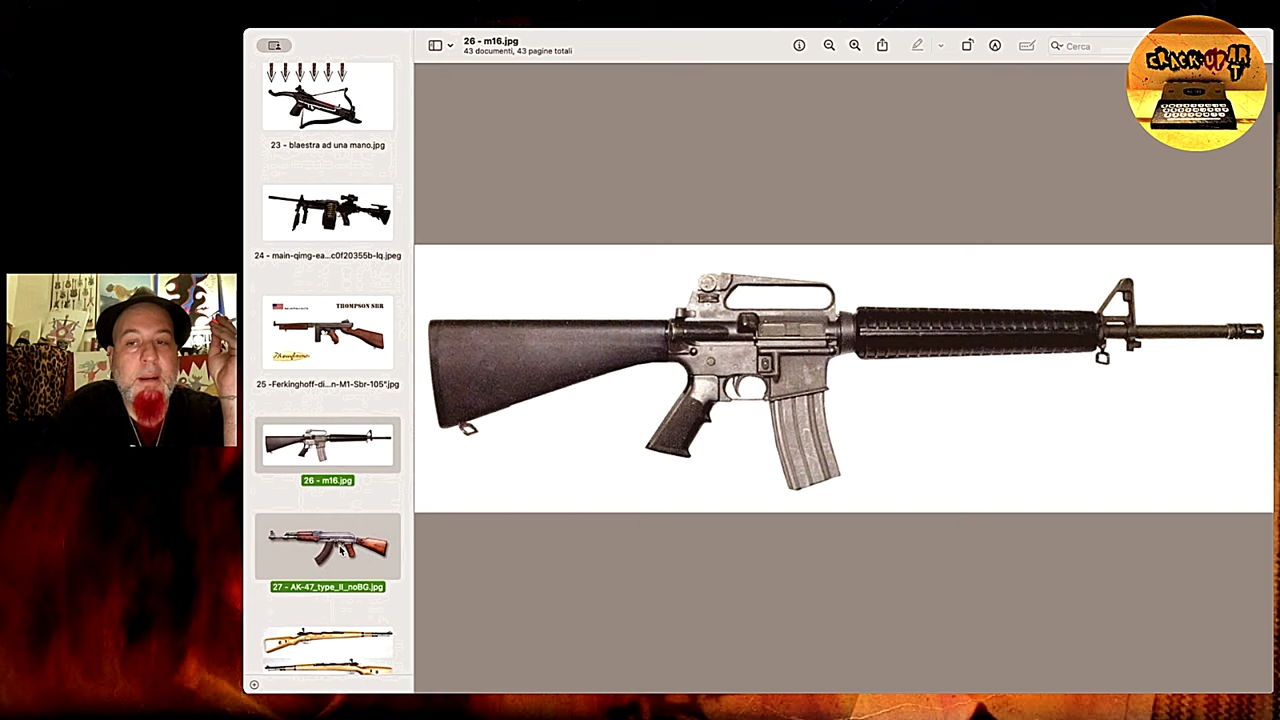 26 - m16.jpg
43 documenti, 43 pagine totali
Cerca
CRACK-UP ART
23 - blaestra ad una mano.jpg
24 - main-qimg-ea...c0f20355b-lq.jpeg
THOMPSON SBR
Thompson
25 -Ferkinghoff-di...n-M1-Sbr-105".jpg
26 - m16.jpg
27 - AK-47_type_II_noBG.jpg